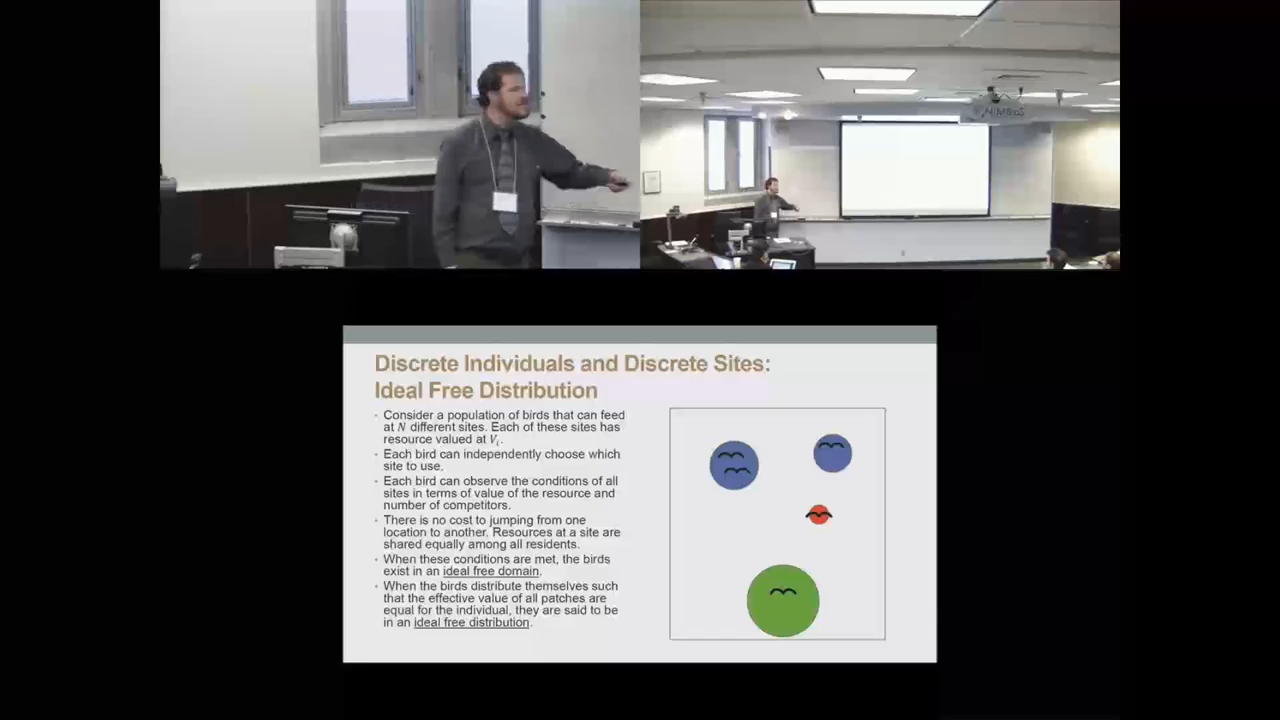 NIMBioS
Discrete Individuals and Discrete Sites:
Ideal Free Distribution
• Consider a population of birds that can feed
at N different sites. Each of these sites has
resource valued at Vᵢ.
• Each bird can independently choose which
site to use.
• Each bird can observe the conditions of all
sites in terms of value of the resource and
number of competitors.
• There is no cost to jumping from one
location to another. Resources at a site are
shared equally among all residents.
• When these conditions are met, the birds
exist in an ideal free domain.
• When the birds distribute themselves such
that the effective value of all patches are
equal for the individual, they are said to be
in an ideal free distribution.